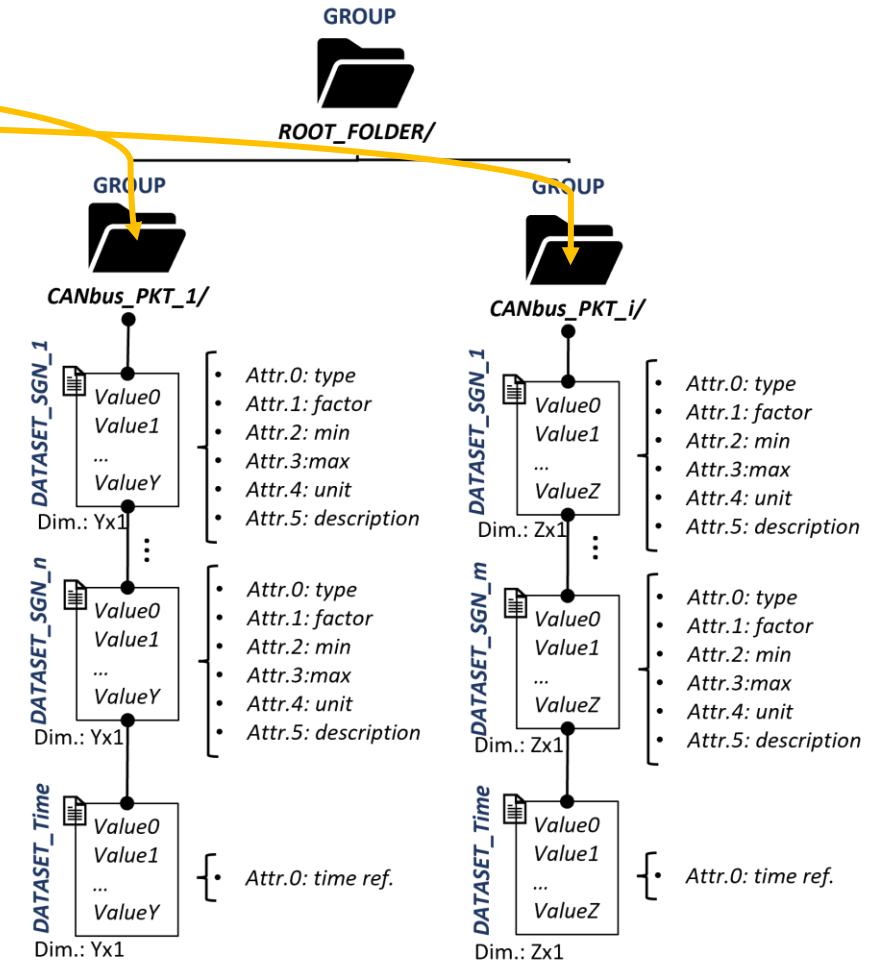 GROUP
ROOT_FOLDER/
GROUP
CANbus_PKT_1/
DATASET_SGN_1
Value0
Value1
...
ValueY
Dim.: Yx1
• Attr.0: type
• Attr.1: factor
• Attr.2: min
• Attr.3:max
• Attr.4: unit
• Attr.5: description
...
DATASET_SGN_n
Value0
Value1
...
ValueY
Dim.: Yx1
• Attr.0: type
• Attr.1: factor
• Attr.2: min
• Attr.3:max
• Attr.4: unit
• Attr.5: description
DATASET_Time
Value0
Value1
...
ValueY
Dim.: Yx1
• Attr.0: time ref.
GROUP
CANbus_PKT_i/
DATASET_SGN_1
Value0
Value1
...
ValueZ
Dim.: Zx1
• Attr.0: type
• Attr.1: factor
• Attr.2: min
• Attr.3:max
• Attr.4: unit
• Attr.5: description
...
DATASET_SGN_m
Value0
Value1
...
ValueZ
Dim.: Zx1
• Attr.0: type
• Attr.1: factor
• Attr.2: min
• Attr.3:max
• Attr.4: unit
• Attr.5: description
DATASET_Time
Value0
Value1
...
ValueZ
Dim.: Zx1
• Attr.0: time ref.